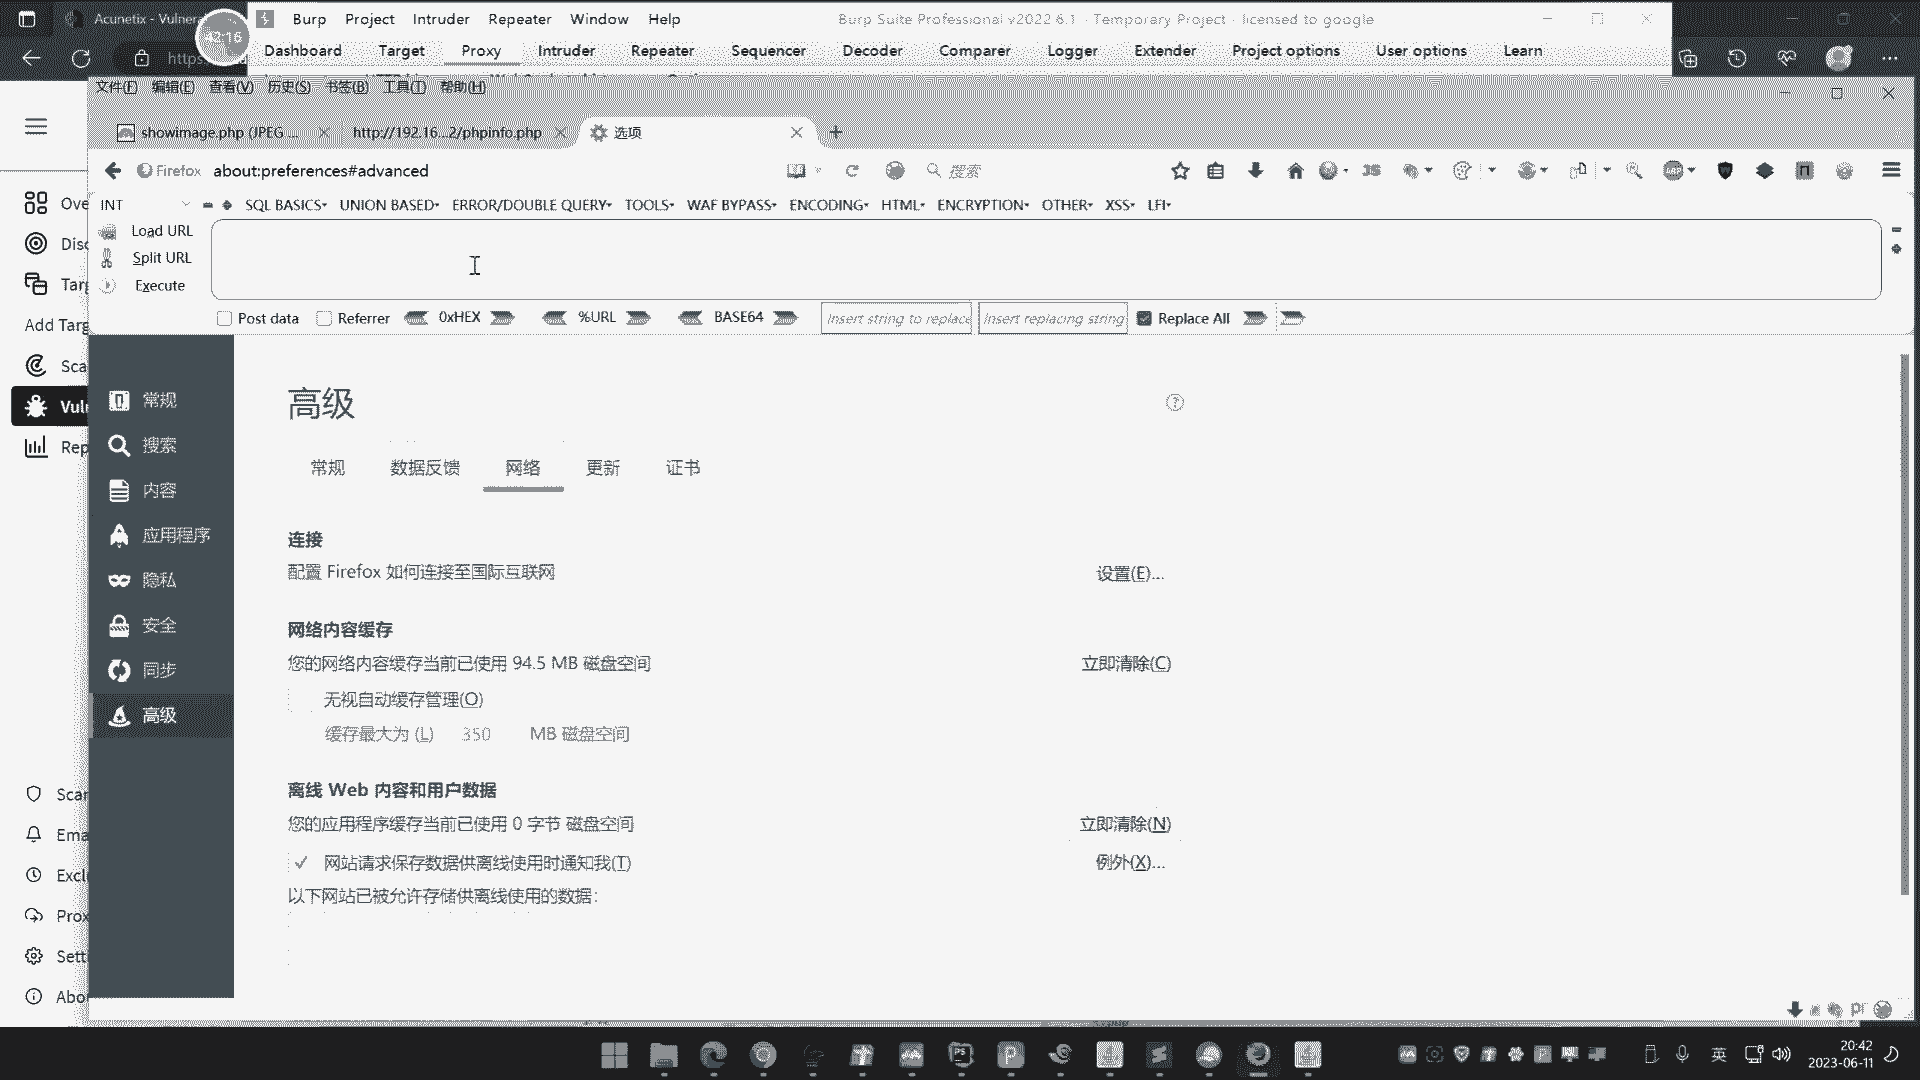 Acunetix - Vulnera
Burp Project Intruder Repeater Window Help
Burp Suite Professional v2022.6.1 - Temporary Project - licensed to google
42:16
https
Dashboard Target Proxy Intruder Repeater Sequencer Decoder Comparer Logger Extender Project options User options Learn
文件(F) 编辑(E) 查看(V) 历史(S) 书签(B) 工具(T) 帮助(H)
showimage.php (JPEG ...
http://192.16...2/phpinfo.php
选项
Firefox about:preferences#advanced
搜索
INT
SQL BASICS UNION BASED ERROR/DOUBLE QUERY TOOLS WAF BYPASS ENCODING HTML ENCRYPTION OTHER XSS LFI
Load URL
Split URL
Execute
Post data Referrer 0xHEX %URL BASE64 Insert string to replace Insert replacing string Replace All
Ove
Disc
Targ
Add Targ
Sca
Vuln
Rep
Scan
Ema
Excl
Prox
Sett
Abo
常规
搜索
内容
应用程序
隐私
安全
同步
高级
高级
常规 数据反馈 网络 更新 证书
连接
配置 Firefox 如何连接至国际互联网
设置(E)...
网络内容缓存
您的网络内容缓存当前已使用 94.5 MB 磁盘空间
立即清除(C)
无视自动缓存管理(O)
缓存最大为 (L) 350 MB 磁盘空间
离线 Web 内容和用户数据
您的应用程序缓存当前已使用 0 字节 磁盘空间
立即清除(N)
网站请求保存数据供离线使用时通知我(T)
例外(X)...
以下网站已被允许存储供离线使用的数据:
英
20:42
2023-06-11